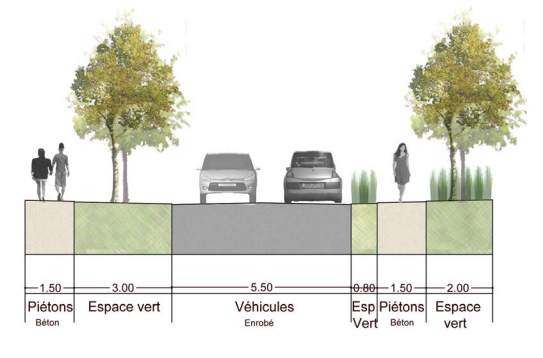 1.50 3.00 5.50 0.80 1.50 2.00
Piétons Espace vert Véhicules Esp Piétons Espace
Béton Enrobé Vert Béton vert